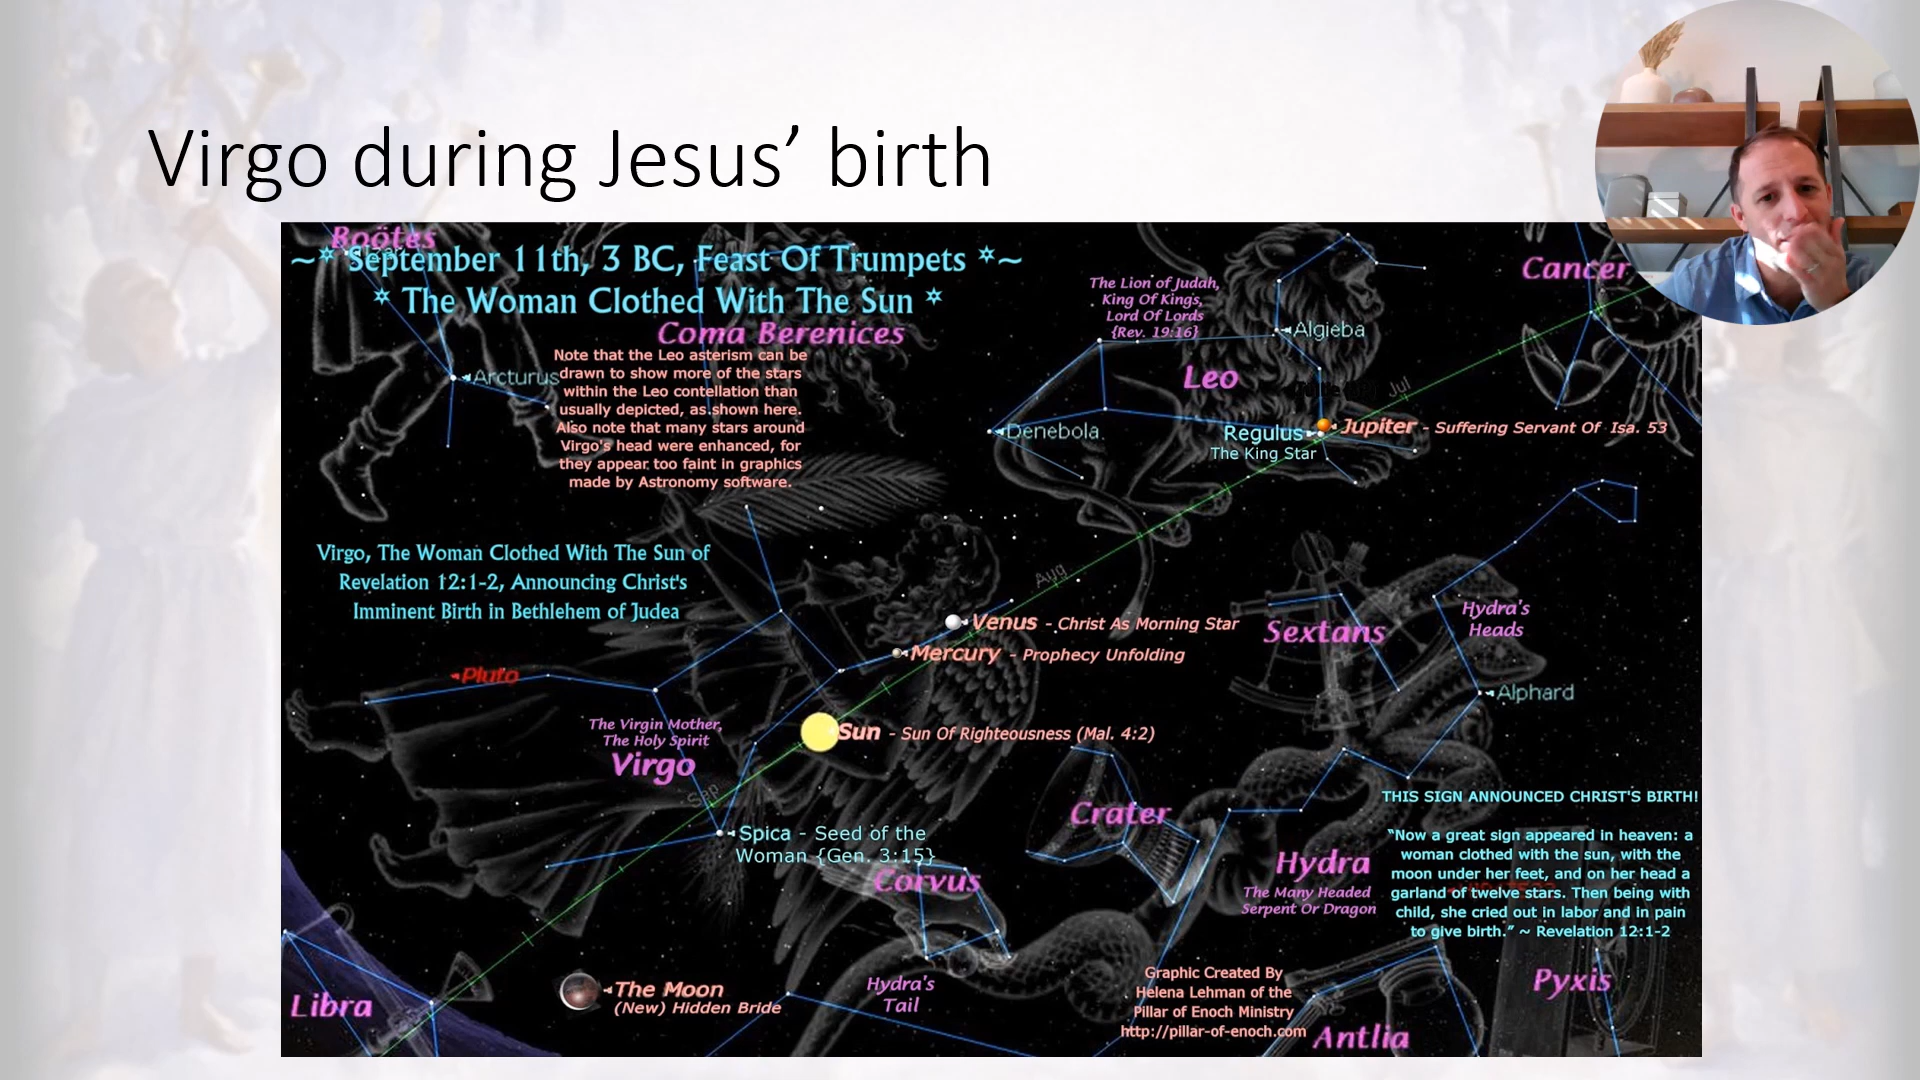 Virgo during Jesus’ birth
Boötes
~* September 11th, 3 BC, Feast Of Trumpets *~
* The Woman Clothed With The Sun *
Coma Berenices
Note that the Leo asterism can be
drawn to show more of the stars
within the Leo contellation than
usually depicted, as shown here.
Also note that many stars around
Virgo's head were enhanced, for
they appear too faint in graphics
made by Astronomy software.
Arcturus
The Lion of Judah,
King Of Kings,
Lord Of Lords
{Rev. 19:16}
Algieba
Cancer
Leo
Jul
Denebola
Regulus
The King Star
Jupiter - Suffering Servant Of Isa. 53
Virgo, The Woman Clothed With The Sun of
Revelation 12:1-2, Announcing Christ's
Imminent Birth in Bethlehem of Judea
Aug
Venus - Christ As Morning Star
Mercury - Prophecy Unfolding
Sextans
Hydra's
Heads
Pluto
Alphard
The Virgin Mother,
The Holy Spirit
Virgo
Sun - Sun Of Righteousness (Mal. 4:2)
Sep
Spica - Seed of the
Woman {Gen. 3:15}
Corvus
Crater
Hydra
The Many Headed
Serpent Or Dragon
THIS SIGN ANNOUNCED CHRIST'S BIRTH!
"Now a great sign appeared in heaven: a
woman clothed with the sun, with the
moon under her feet, and on her head a
garland of twelve stars. Then being with
child, she cried out in labor and in pain
to give birth." ~ Revelation 12:1-2
Libra
The Moon
(New) Hidden Bride
Hydra's
Tail
Graphic Created By
Helena Lehman of the
Pillar of Enoch Ministry
http://pillar-of-enoch.com
Antlia
Pyxis